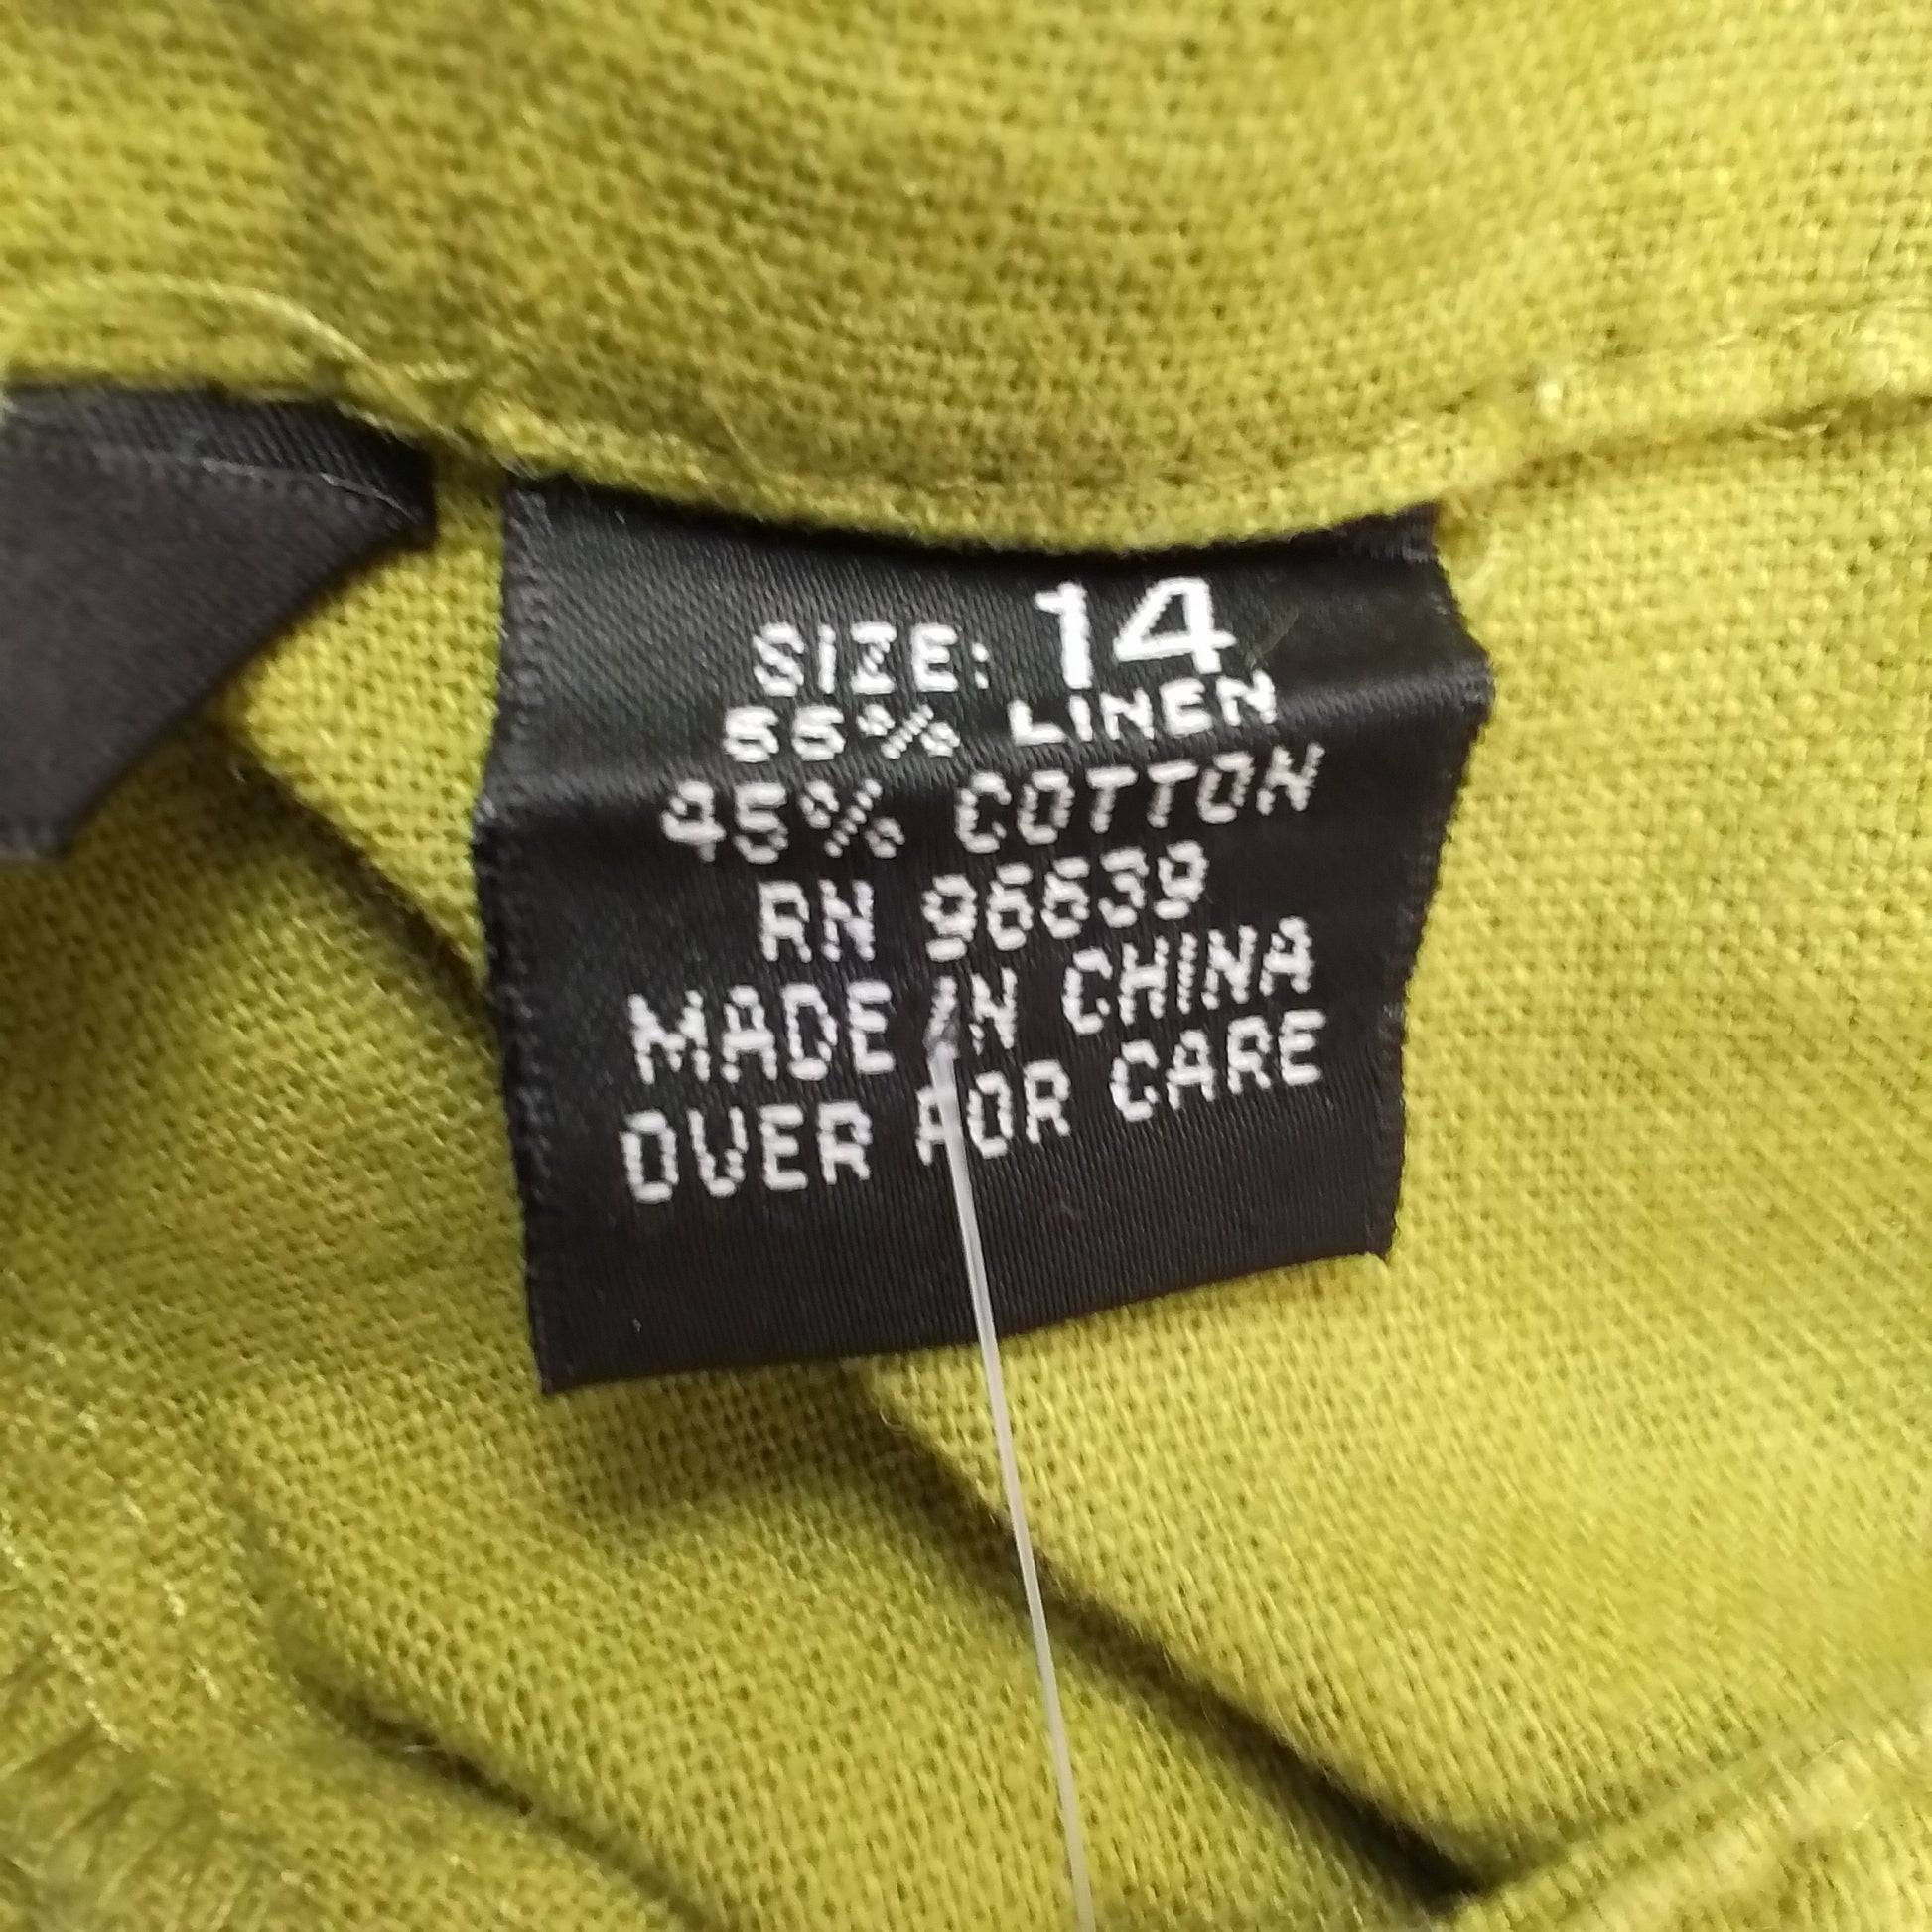 SIZE: 14
55% LINEN
45% COTTON
RN 96639
MADE IN CHINA
OVER FOR CARE